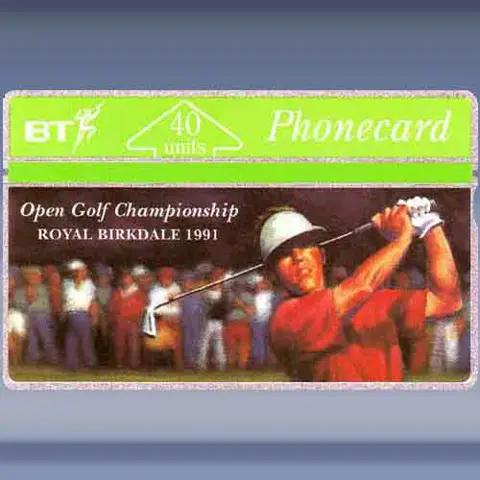 BT
40
units
Phonecard
Open Golf Championship
ROYAL BIRKDALE 1991